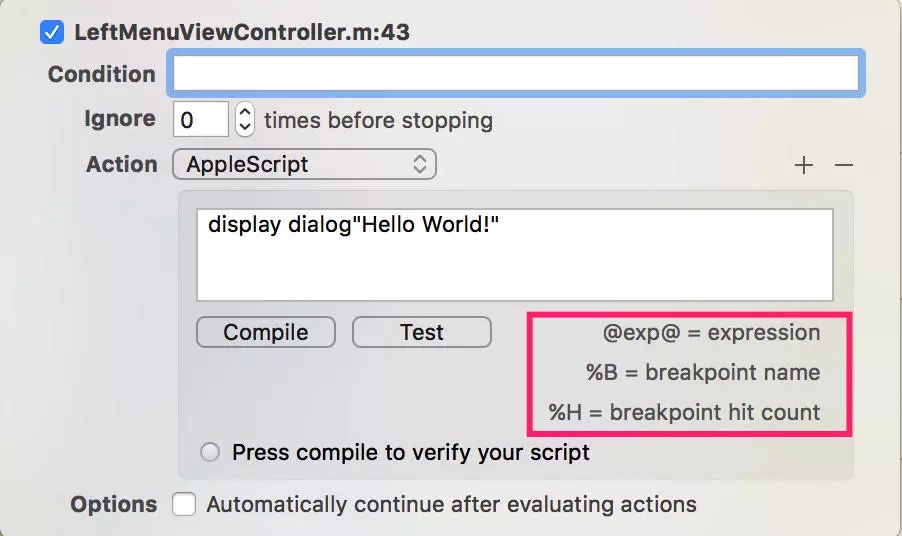 LeftMenuViewController.m:43
Condition
Ignore 0 times before stopping
Action AppleScript
display dialog"Hello World!"
Compile Test @exp@ = expression
%B = breakpoint name
%H = breakpoint hit count
Press compile to verify your script
Options Automatically continue after evaluating actions